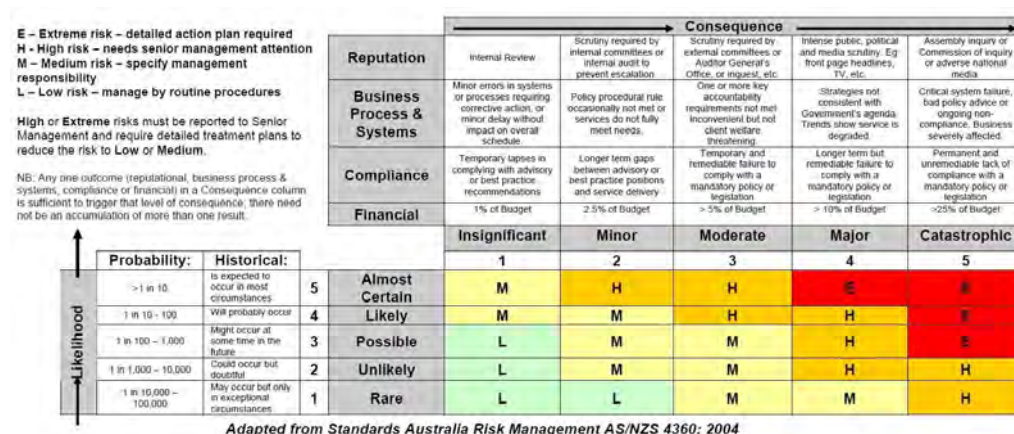 E – Extreme risk – detailed action plan required
H - High risk – needs senior management attention
M – Medium risk – specify management
responsibility
L – Low risk – manage by routine procedures
High or Extreme risks must be reported to Senior
Management and require detailed treatment plans to
reduce the risk to Low or Medium.
NB: Any one outcome (reputational, business process &
systems, compliance or financial) in a Consequence column
is sufficient to trigger that level of consequence; there need
not be an accumulation of more than one result.
Consequence
Reputation
Internal Review
Scrutiny required by
internal committees or
internal audit to
prevent escalation
Scrutiny required by
external committees or
Auditor General's
Office, or inquest, etc.
Intense public, political
and media scrutiny. Eg
front page headlines,
TV, etc.
Assembly inquiry or
Commission of inquiry
or adverse national
media.
Business
Process &
Systems
Minor errors in systems
or processes requiring
corrective action, or
minor delay without
impact on overall
schedule.
Policy procedural rule
occasionally not met or
services do not fully
meet needs.
One or more key
accountability
requirements not met.
Inconvenient but not
client welfare
threatening.
Strategies not
consistent with
Government's agenda.
Trends show service is
degraded.
Critical system failure,
bad policy advice or
ongoing non-
compliance. Business
severely affected.
Compliance
Temporary lapses in
complying with advisory
or best practice
recommendations
Longer term gaps
between advisory or
best practice positions
and service delivery
Temporary and
remediable failure to
comply with a
mandatory policy or
legislation
Longer term but
remediable failure to
comply with a
mandatory policy or
legislation
Permanent and
unremediable lack of
compliance with a
mandatory policy or
legislation
Financial
1% of Budget
2.5% of Budget
> 5% of Budget
> 10% of Budget
>25% of Budget
Insignificant
Minor
Moderate
Major
Catastrophic
Probability:
Historical:
1
2
3
4
5
Likelihood
>1 in 10
Is expected to
occur in most
circumstances
5
Almost
Certain
M
H
H
E
E
1 in 10 - 100
Will probably occur
4
Likely
M
M
H
H
E
1 in 100 – 1,000
Might occur at
some time in the
future
3
Possible
L
M
M
H
E
1 in 1,000 – 10,000
Could occur but
doubtful
2
Unlikely
L
M
M
H
H
1 in 10,000 –
100,000
May occur but only
in exceptional
circumstances
1
Rare
L
L
M
M
H
Adapted from Standards Australia Risk Management AS/NZS 4360: 2004